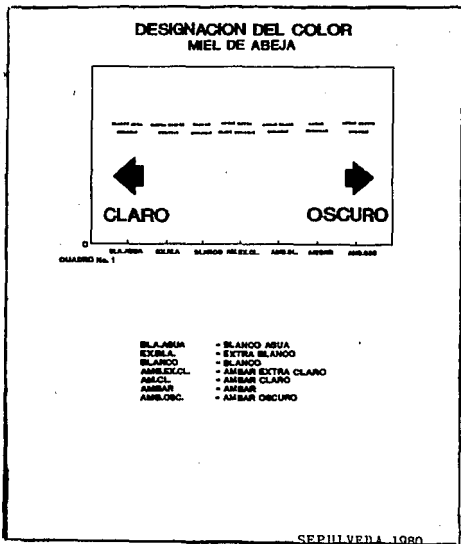 DESIGNACION DEL COLOR
MIEL DE ABEJA
CLARO OSCURO
0
BLA.AGUA EX.BLA BLANCO AM.EX.CL. AMB.CL. AMBAR AMB.OSC
CUADRO No. 1
BLA.AGUA = BLANCO AGUA
EX.BLA. = EXTRA BLANCO
BLANCO = BLANCO
AMB.EX.CL. = AMBAR EXTRA CLARO
AM.CL. = AMBAR CLARO
AMBAR = AMBAR
AMB.OSC. = AMBAR OSCURO
SEPULVEDA 1980